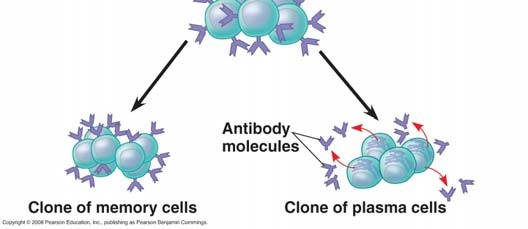 Antibody
molecules
Clone of memory cells
Clone of plasma cells
Copyright © 2008 Pearson Education, Inc., publishing as Pearson Benjamin Cummings.